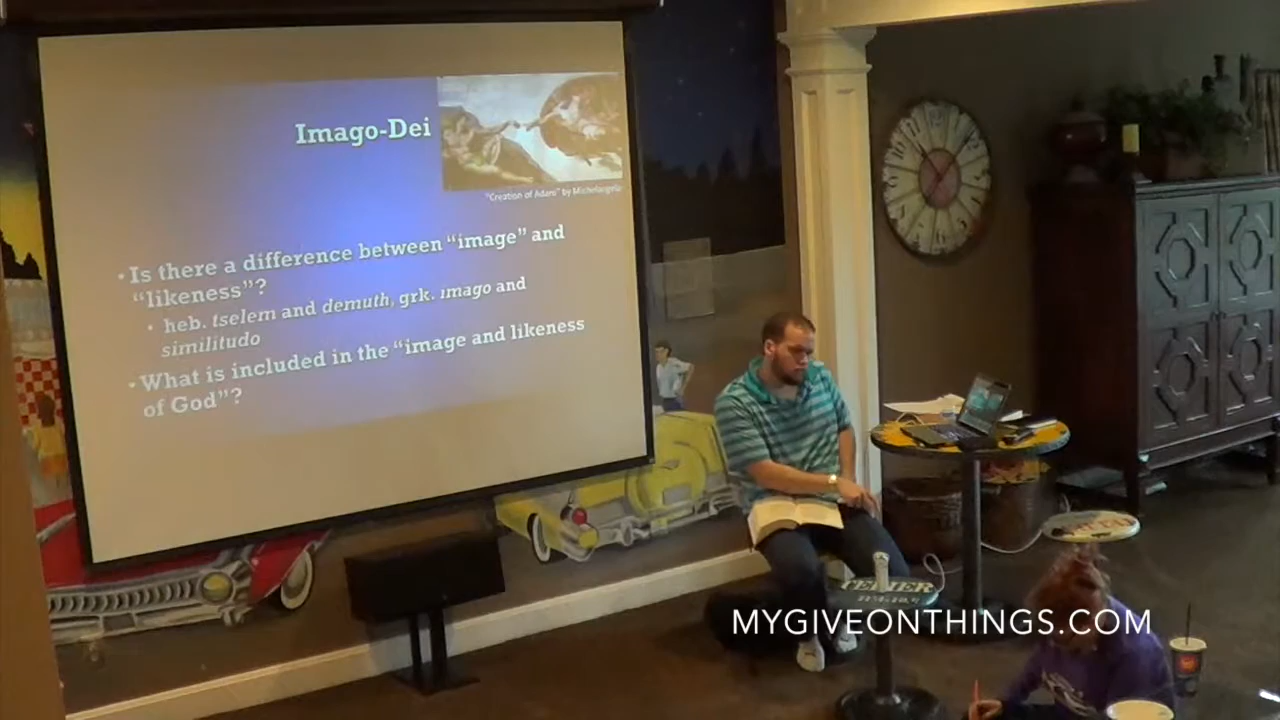 Imago-Dei
"Creation of Adam" by Michelangelo
• Is there a difference between "image" and
"likeness"?
• heb. tselem and demuth, grk. imago and
similitudo
• What is included in the "image and likeness
of God"?
MYGIVEONTHINGS.COM